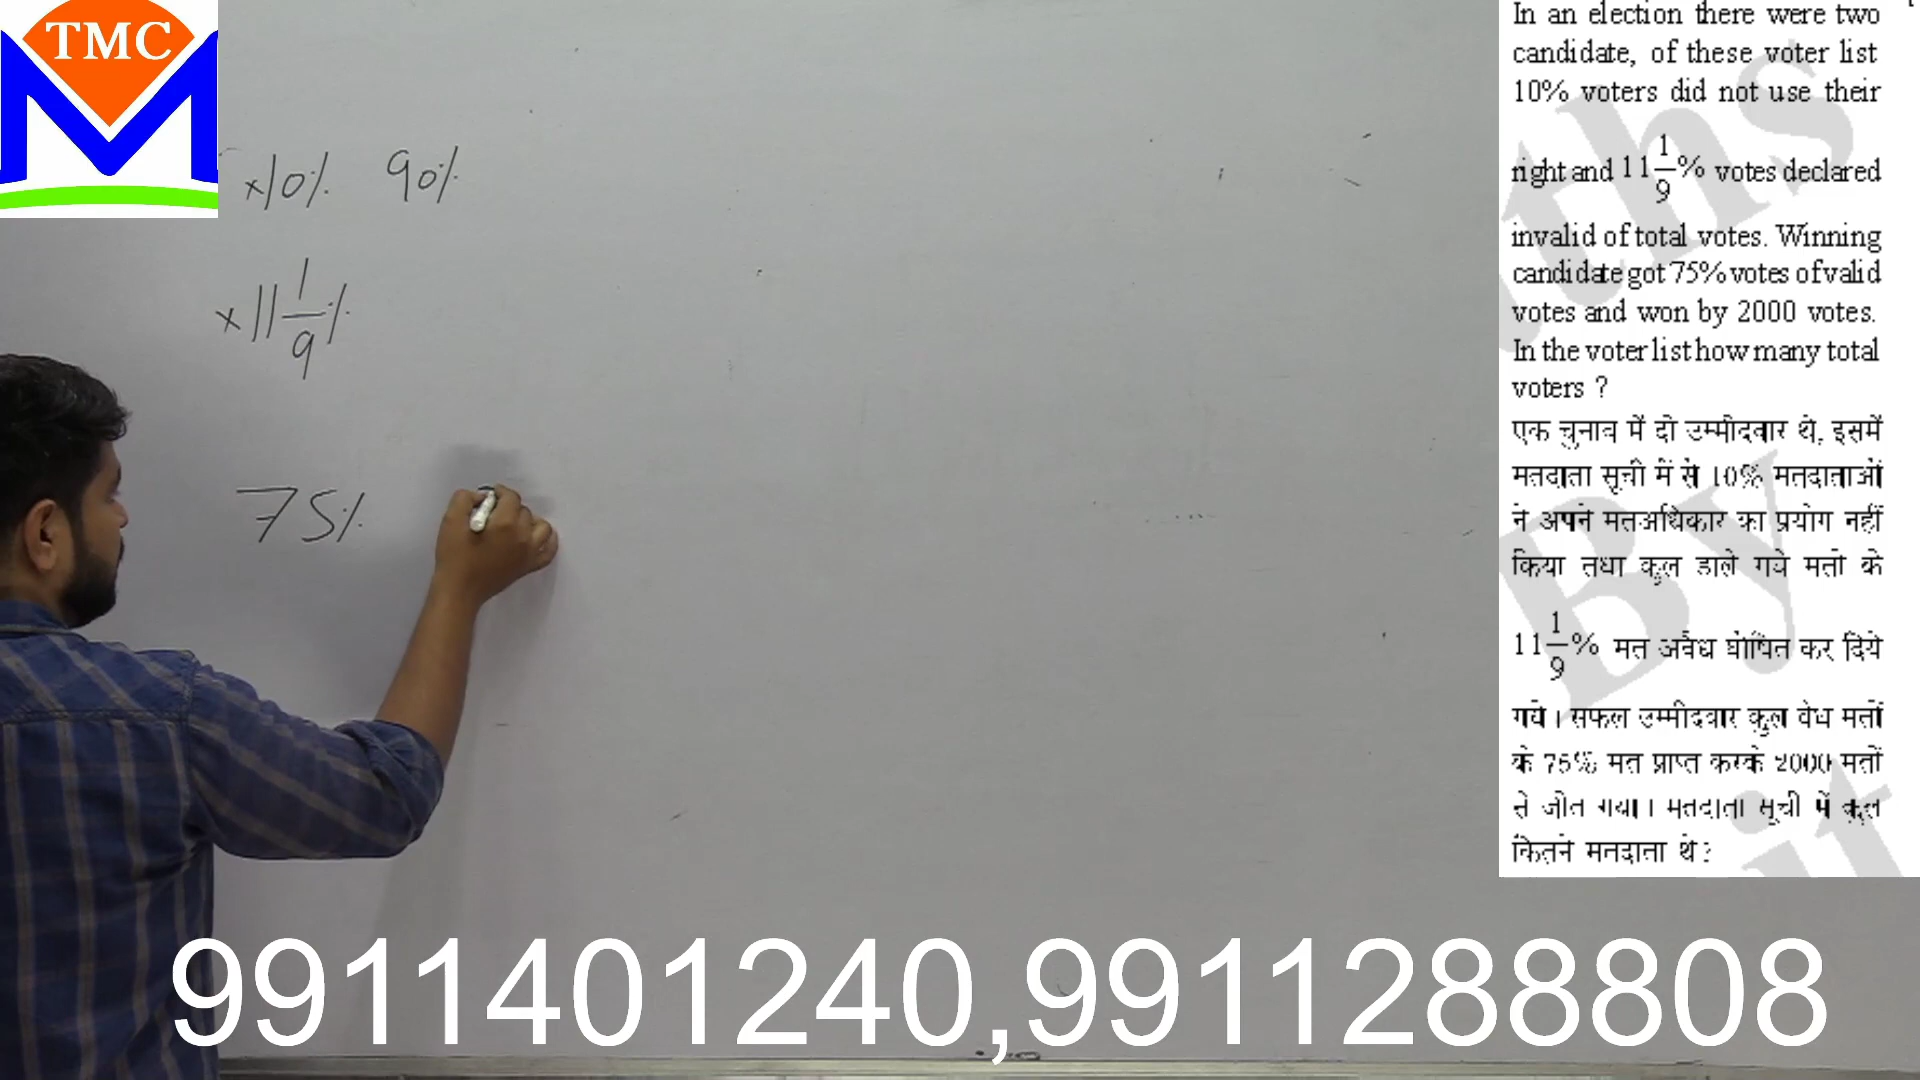 TMC
×10% 90%
×11 1/9 %
75%
In an election there were two
candidate, of these voter list
10% voters did not use their
right and 11 1/9 % votes declared
invalid of total votes. Winning
candidate got 75% votes of valid
votes and won by 2000 votes.
In the voter list how many total
voters ?
एक चुनाव में दो उम्मीदवार थे, इसमें
मतदाता सूची में से 10% मतदाताओं
ने अपने मतअधिकार का प्रयोग नहीं
किया तथा कुल डाले गये मतो के
11 1/9 % मत अवैध घोषित कर दिये
गये। सफल उम्मीदवार कुल वैध मतों
के 75% मत प्राप्त करके 2000 मतों
से जीत गया। मतदाता सूची में कुल
कितने मतदाता थे?
9911401240,9911288808